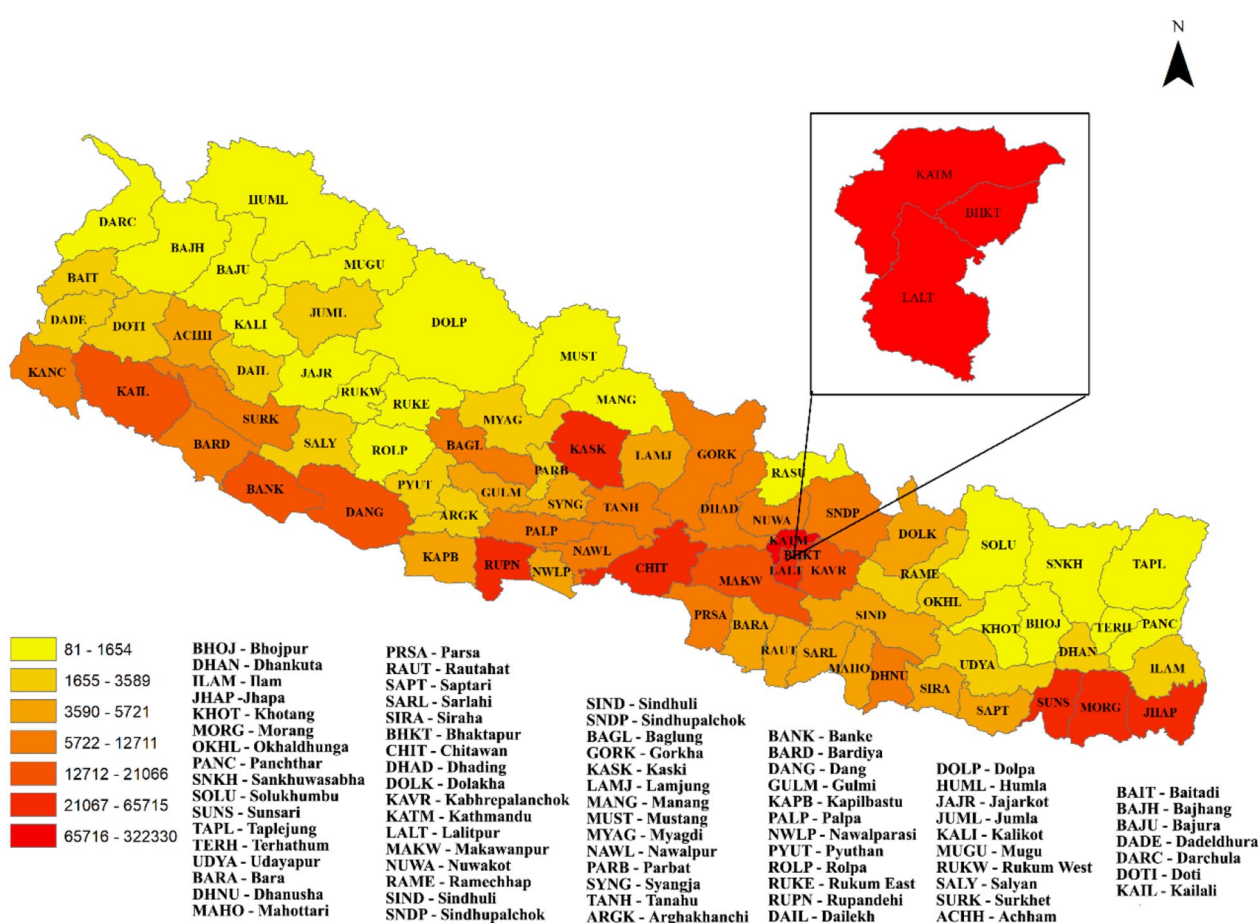 N
KATM
BHKT
LALT
DARC
HUML
BAJH
BAJU
MUGU
BAIT
DADE
DOTI
ACHH
KALI
JUML
DOLP
MUST
KANC
KAIL
DAIL
JAJR
RUKW
RUKE
MANG
SURK
MYAG
BARD
SALY
ROLP
BAGL
KASK
LAMJ
GORK
RASU
BANK
DANG
PYUT
GULM
PARB
SYNG
TANH
DHAD
NUWA
SNDP
ARGK
PALP
KATM
BHKT
LALT
KAVR
DOLK
SOLU
SNKH
TAPL
KAPB
RUPN
NWLP
NAWL
CHIT
MAKW
RAME
OKHL
PRSA
BARA
SIND
KHOT
BHOJ
TERH
PANC
RAUT
SARL
MAHO
DHNU
SIRA
UDYA
DHAN
ILAM
SAPT
SUNS
MORG
JHAP
81 - 1654
1655 - 3589
3590 - 5721
5722 - 12711
12712 - 21066
21067 - 65715
65716 - 322330
BHOJ - Bhojpur
DHAN - Dhankuta
ILAM - Ilam
JHAP - Jhapa
KHOT - Khotang
MORG - Morang
OKHL - Okhaldhunga
PANC - Panchthar
SNKH - Sankhuwasabha
SOLU - Solukhumbu
SUNS - Sunsari
TAPL - Taplejung
TERH - Terhathum
UDYA - Udayapur
BARA - Bara
DHNU - Dhanusha
MAHO - Mahottari
PRSA - Parsa
RAUT - Rautahat
SAPT - Saptari
SARL - Sarlahi
SIRA - Siraha
BHKT - Bhaktapur
CHIT - Chitawan
DHAD - Dhading
DOLK - Dolakha
KAVR - Kabhrepalanchok
KATM - Kathmandu
LALT - Lalitpur
MAKW - Makawanpur
NUWA - Nuwakot
RAME - Ramechhap
SIND - Sindhuli
SNDP - Sindhupalchok
SIND - Sindhuli
SNDP - Sindhupalchok
BAGL - Baglung
GORK - Gorkha
KASK - Kaski
LAMJ - Lamjung
MANG - Manang
MUST - Mustang
MYAG - Myagdi
NAWL - Nawalpur
PARB - Parbat
SYNG - Syangja
TANH - Tanahu
ARGK - Arghakhanchi
BANK - Banke
BARD - Bardiya
DANG - Dang
GULM - Gulmi
KAPB - Kapilbastu
PALP - Palpa
NWLP - Nawalparasi
PYUT - Pyuthan
ROLP - Rolpa
RUKE - Rukum East
RUPN - Rupandehi
DAIL - Dailekh
DOLP - Dolpa
HUML - Humla
JAJR - Jajarkot
JUML - Jumla
KALI - Kalikot
MUGU - Mugu
RUKW - Rukum West
SALY - Salyan
SURK - Surkhet
ACHH - Achham
BAIT - Baitadi
BAJH - Bajhang
BAJU - Bajura
DADE - Dadeldhura
DARC - Darchula
DOTI - Doti
KAIL - Kailali